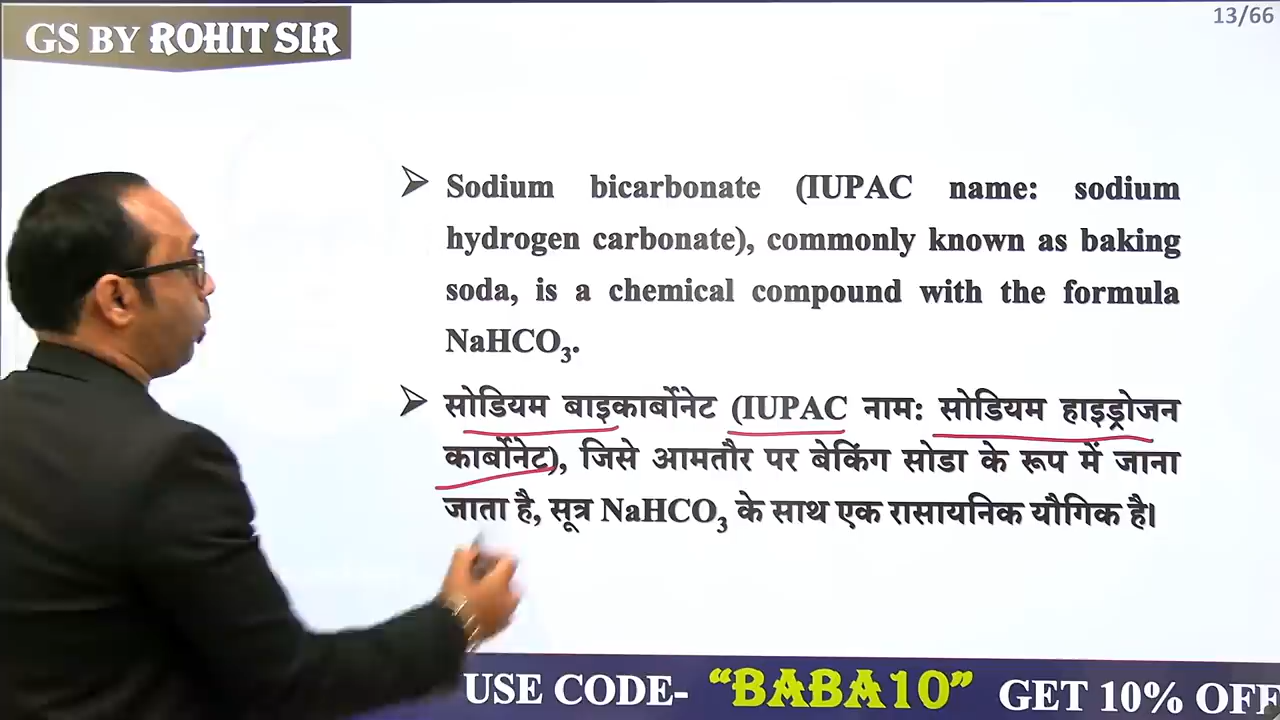 GS BY ROHIT SIR
13/66
Sodium bicarbonate (IUPAC name: sodium
hydrogen carbonate), commonly known as baking
soda, is a chemical compound with the formula
NaHCO₃.
सोडियम बाइकार्बोनेट (IUPAC नाम: सोडियम हाइड्रोजन
कार्बोनेट), जिसे आमतौर पर बेकिंग सोडा के रूप में जाना
जाता है, सूत्र NaHCO₃ के साथ एक रासायनिक यौगिक है।
USE CODE- "BABA10" GET 10% OFF